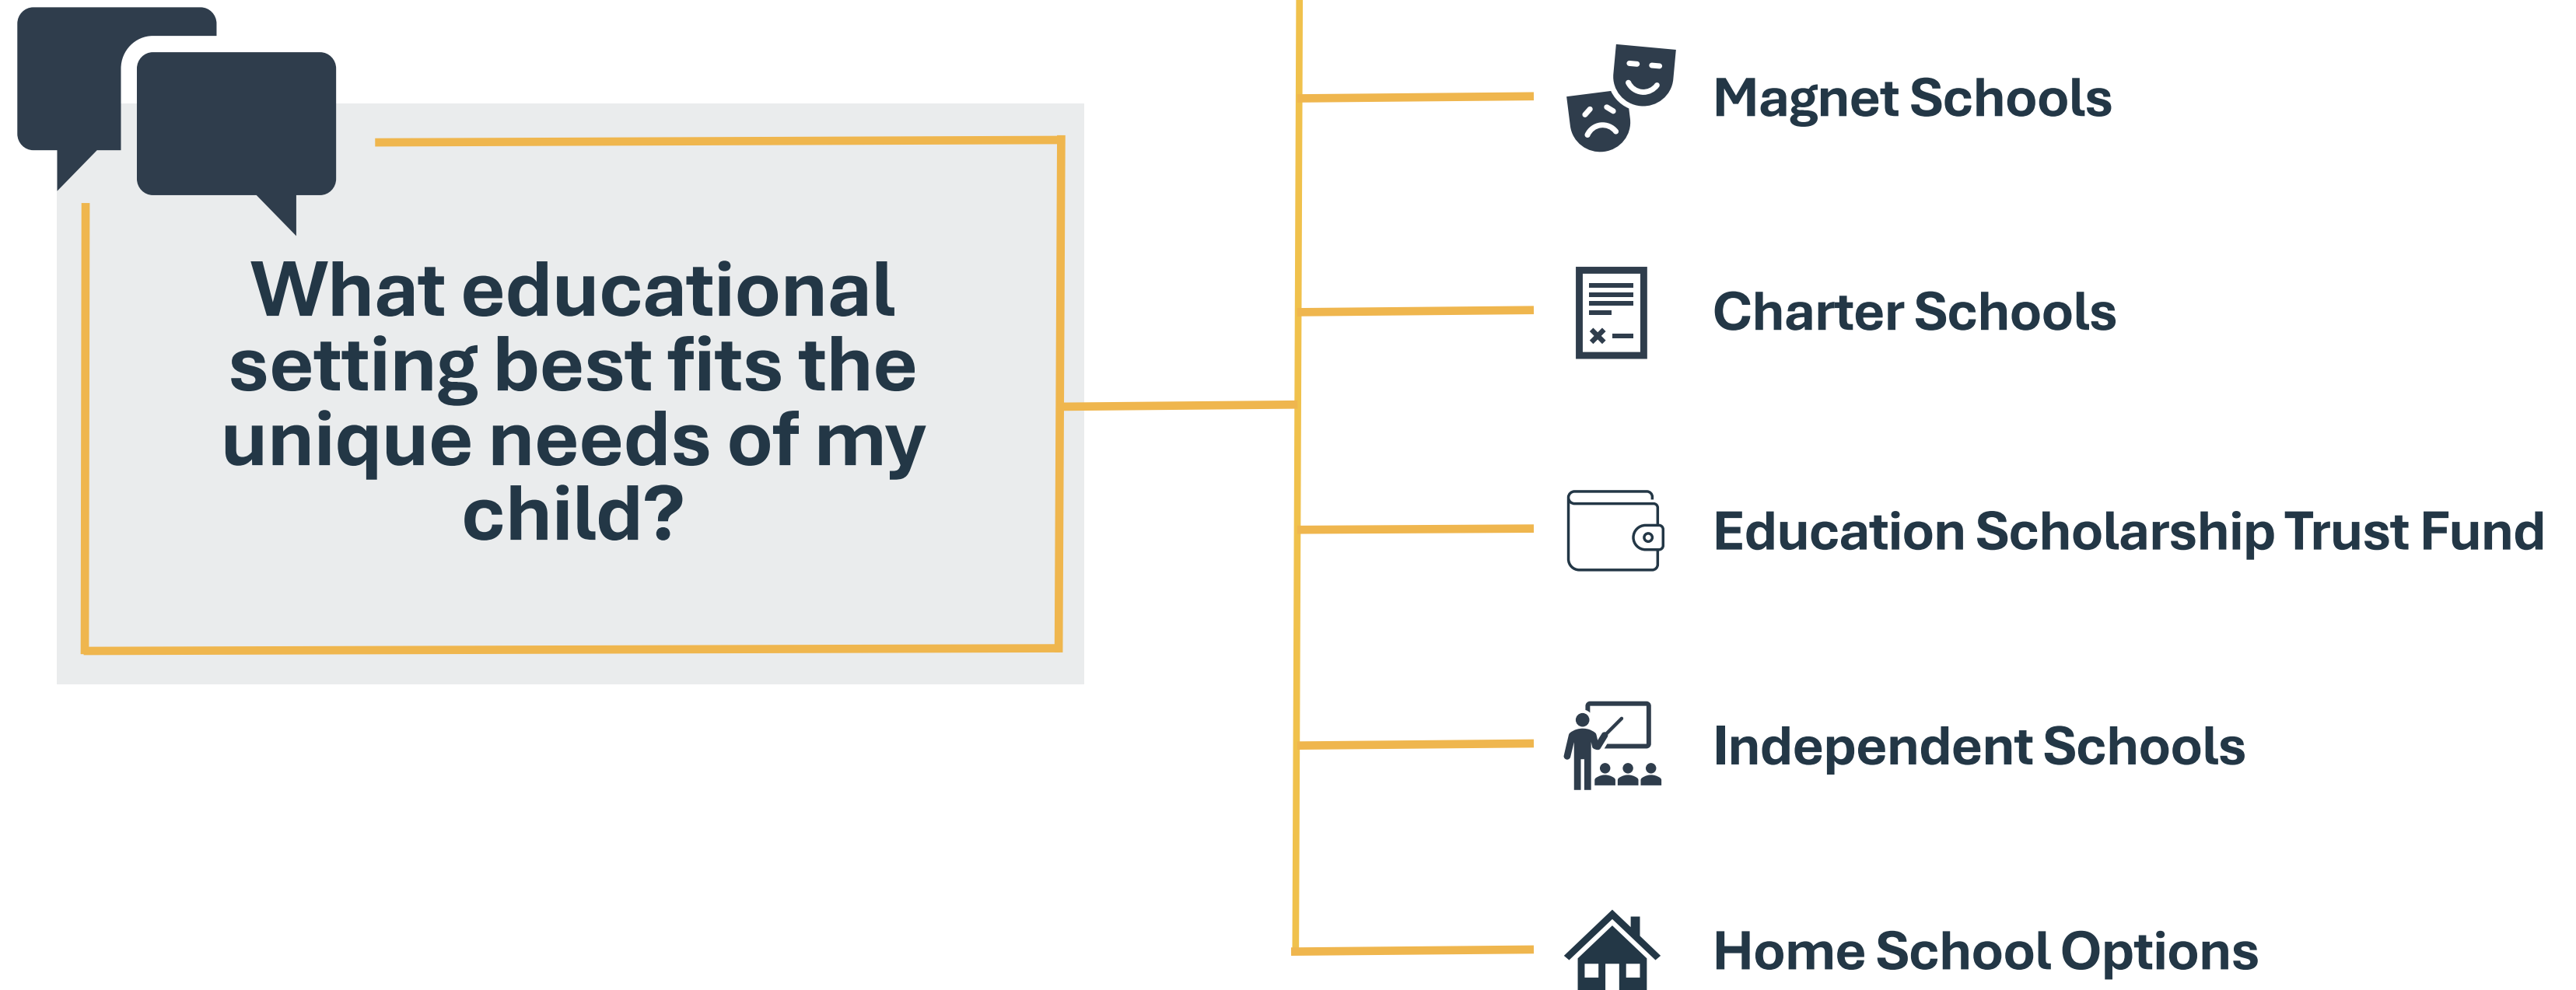 What educational
setting best fits the
unique needs of my
child?
Magnet Schools
Charter Schools
Education Scholarship Trust Fund
Independent Schools
Home School Options